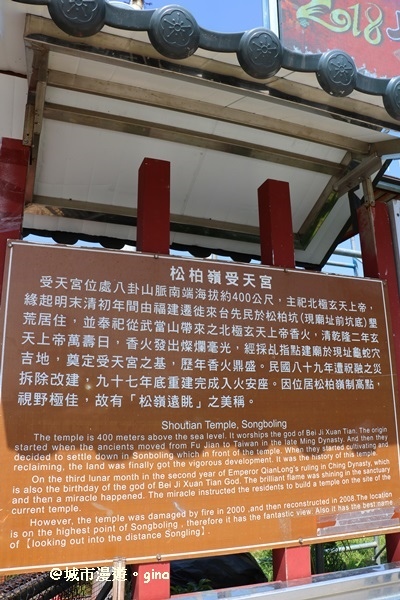 2018
松柏嶺受天宮
受天宮位處八卦山脈南端海拔約400公尺，主祀北極玄天上帝，
緣起明末清初年間由福建遷徙來台先民於松柏坑(現廟址前坑底)墾
荒居住，並奉祀從武當山帶來之北極玄天上帝香火，清乾隆二年玄
天上帝萬壽日，香火發出燦爛毫光，經採乩指點建廟於現址龜蛇穴
吉地，奠定受天宮之基，歷年香火鼎盛。民國八十九年遭祝融之災
拆除改建，九十七年底重建完成入火安座。因位居松柏嶺制高點，
視野極佳，故有「松嶺遠眺」之美稱。
Shoutian Temple, Songboling
The temple is 400 meters above the sea level. It worships the god of Bei Ji Xuan Tian. The origin
started when the ancients moved from Fu Jian to Taiwan in the late Ming Dynasty. And then they
decided to settle down in Sonboling which in front of the temple. When they started cultivating and
reclaiming, the land was finally got the vigorous development. It was the history of this temple.
On the third lunar month in the second year of Emperor QianLong's ruling in Ching Dynasty, which
is also the birthday of the god of Bei Ji Xuan Tian God. The brilliant flame was shining in the sanctuary
and then a miracle happened. The miracle instructed the residents to build a temple on the site of the
current temple.
However, the temple was damaged by fire in 2000 ,and then reconstructed in 2008.The location
is on the highest point of Songboling , therefore it has the fantastic view. Also it has the best name
of 【looking out into the distance Songling】.
@城市漫遊。gina